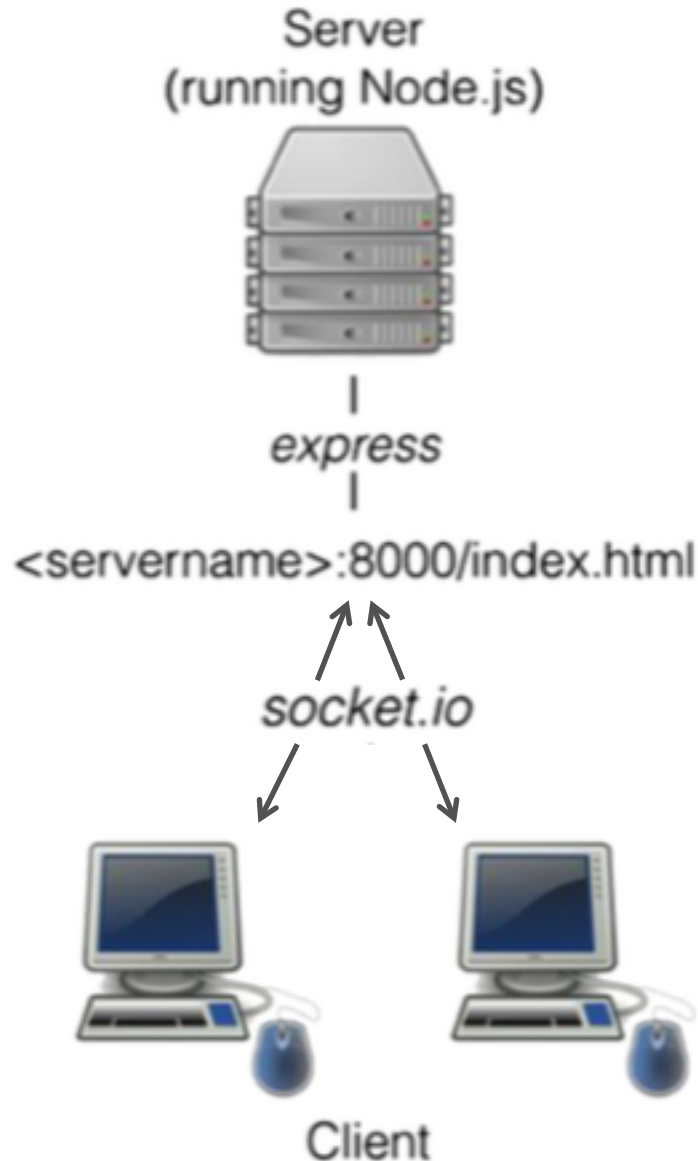 Server
(running Node.js)
express
<servername>:8000/index.html
socket.io
Client